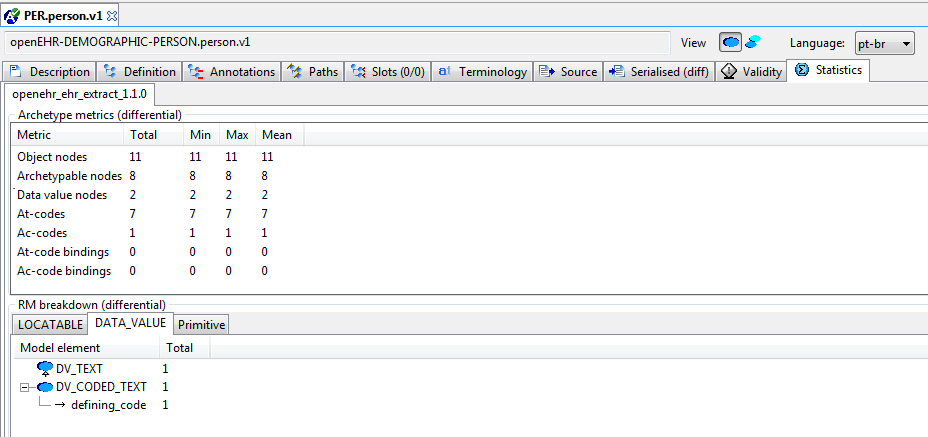 PER.person.v1
openEHR-DEMOGRAPHIC-PERSON.person.v1 View Language: pt-br
Description Definition Annotations Paths Slots (0/0) Terminology Source Serialised (diff) Validity Statistics
openehr_ehr_extract_1.1.0
Archetype metrics (differential)
Metric Total Min Max Mean
Object nodes 11 11 11 11
Archetypable nodes 8 8 8 8
Data value nodes 2 2 2 2
At-codes 7 7 7 7
Ac-codes 1 1 1 1
At-code bindings 0 0 0 0
Ac-code bindings 0 0 0 0
RM breakdown (differential)
LOCATABLE DATA_VALUE Primitive
Model element Total
DV_TEXT 1
DV_CODED_TEXT 1
→ defining_code 1